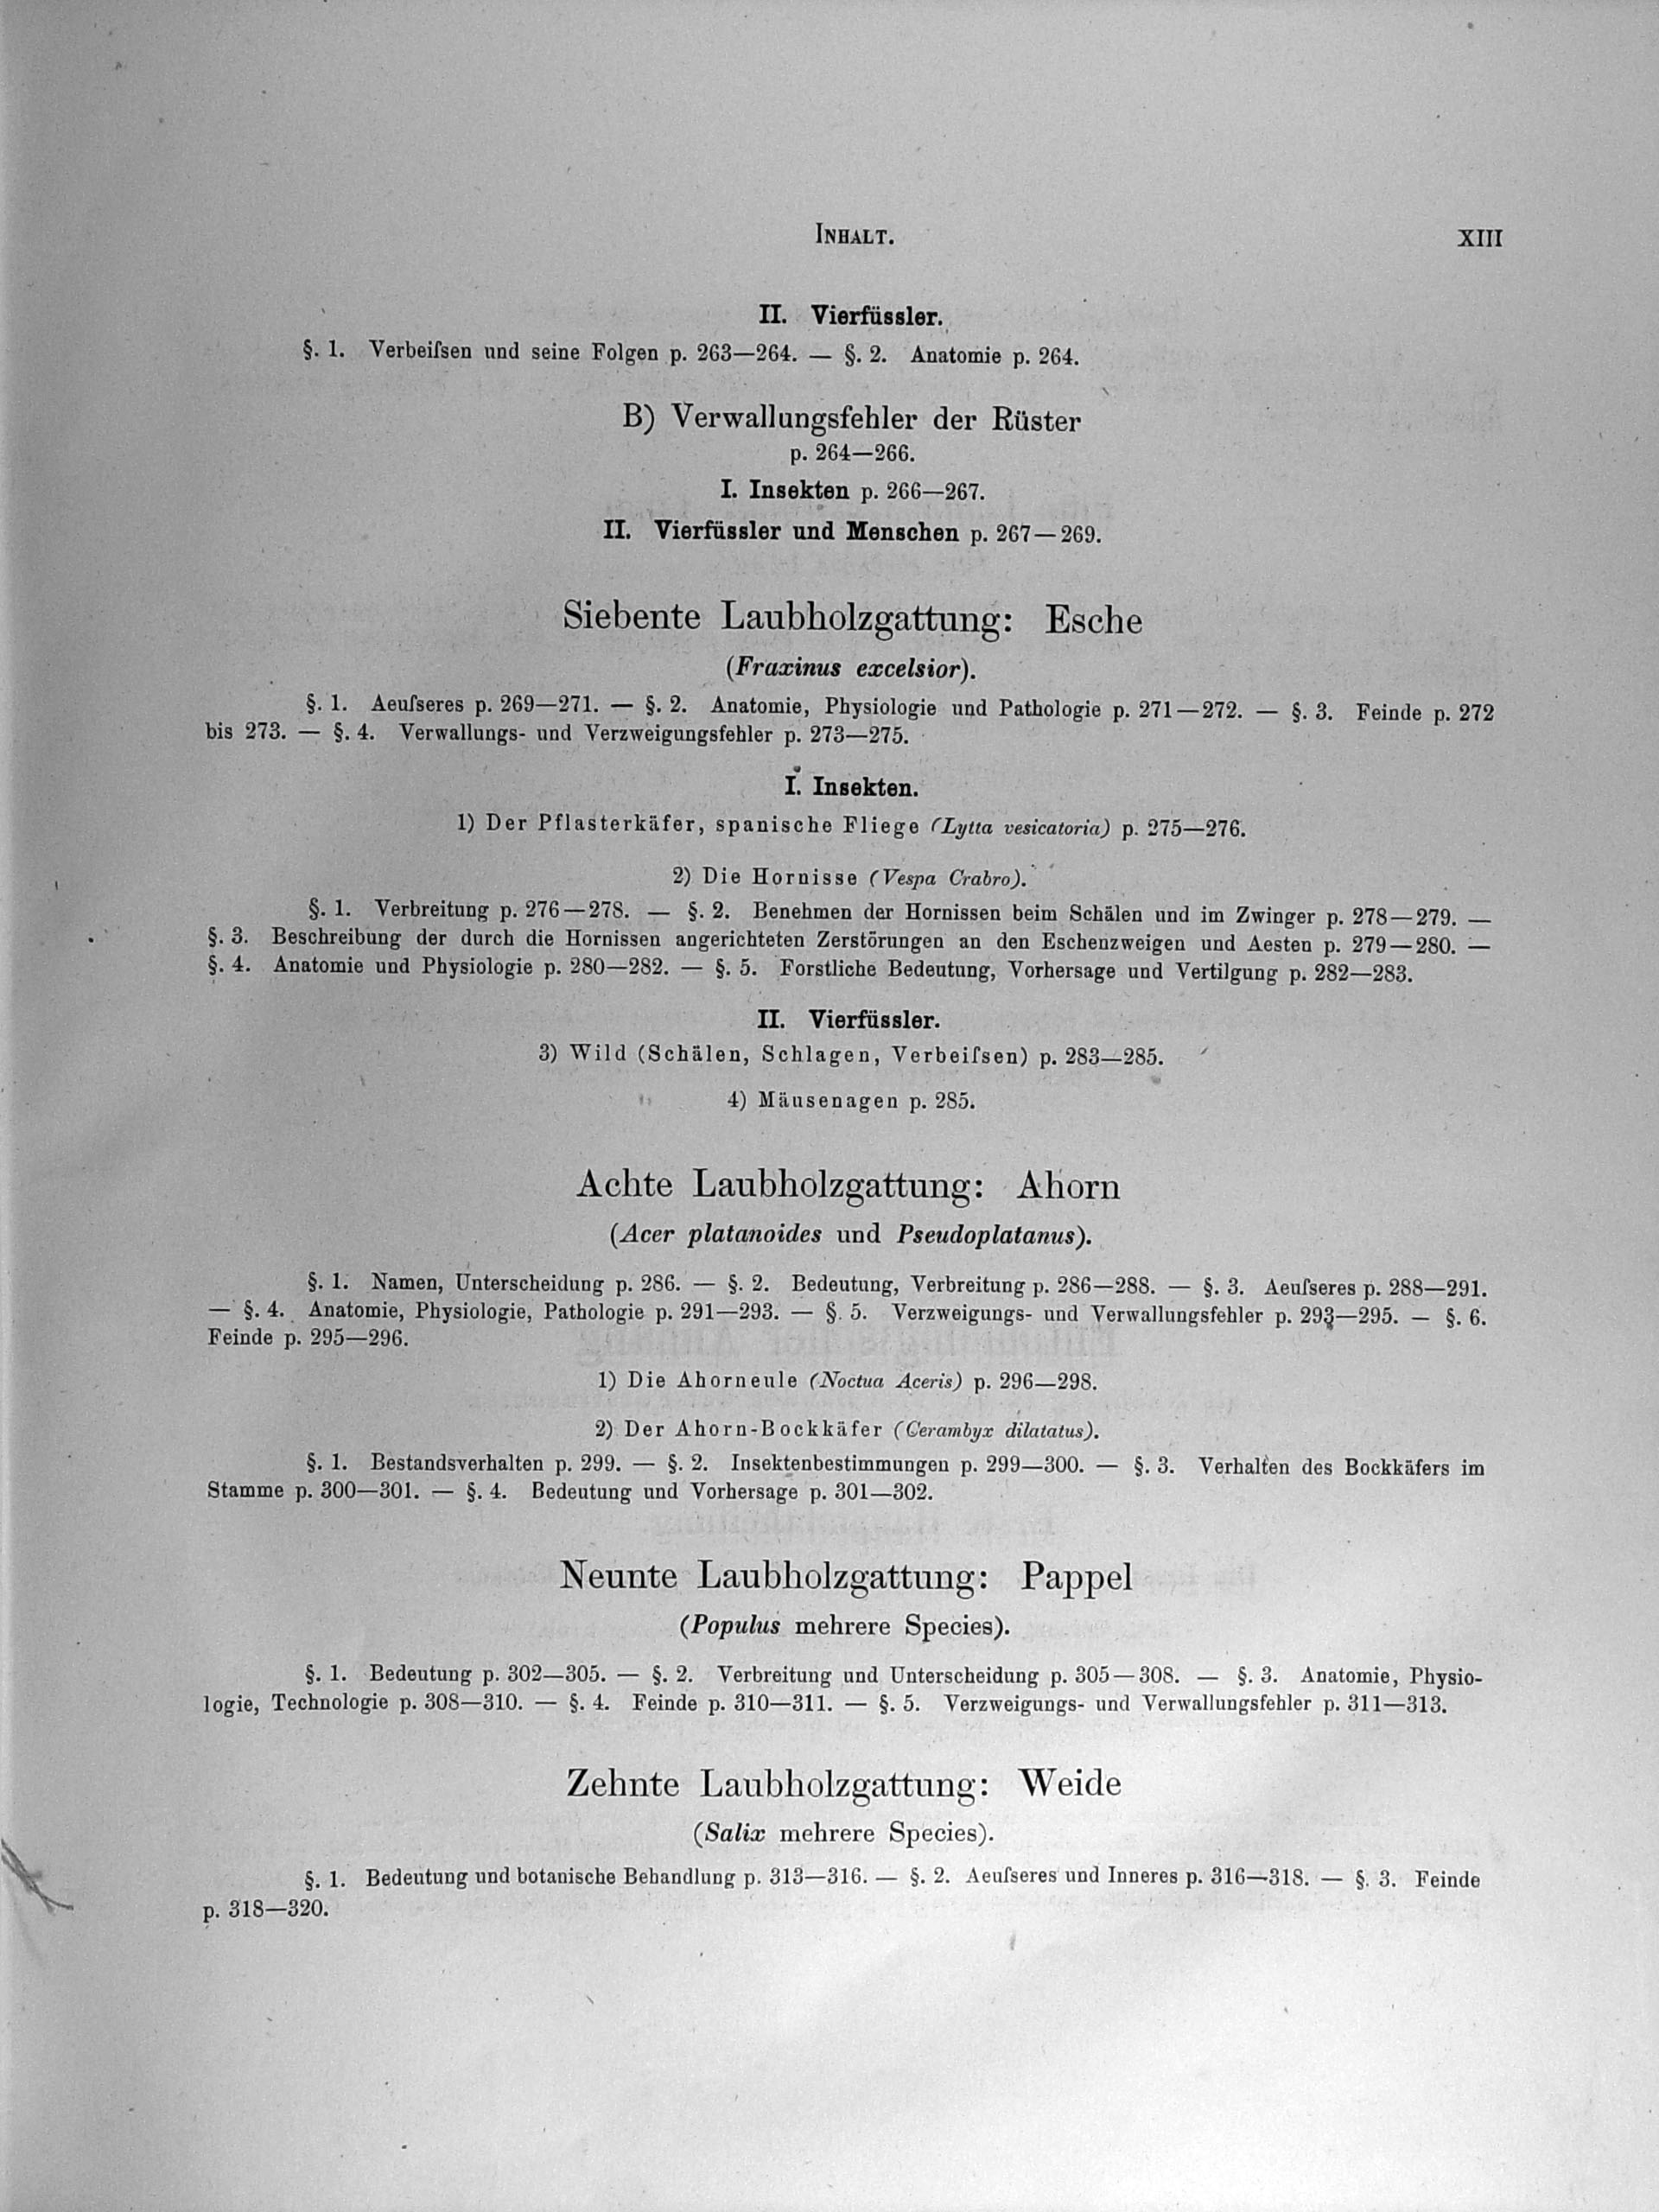 INHALT. XIII
II. Vierfüssler.
§. 1. Verbeiſsen und seine Folgen p. 263—264. — §. 2. Anatomie p. 264.
B) Verwallungsfehler der Rüster
p. 264—266.
I. Insekten p. 266—267.
II. Vierfüssler und Menschen p. 267—269.
Siebente Laubholzgattung: Esche
(Fraxinus excelsior).
§. 1. Aeuſseres p. 269—271. — §. 2. Anatomie, Physiologie und Pathologie p. 271—272. — §. 3. Feinde p. 272
bis 273. — §. 4. Verwallungs- und Verzweigungsfehler p. 273—275.
I. Insekten.
1) Der Pflasterkäfer, spanische Fliege (Lytta vesicatoria) p. 275—276.
2) Die Hornisse (Vespa Crabro).
§. 1. Verbreitung p. 276—278. — §. 2. Benehmen der Hornissen beim Schälen und im Zwinger p. 278—279. —
§. 3. Beschreibung der durch die Hornissen angerichteten Zerstörungen an den Eschenzweigen und Aesten p. 279—280. —
§. 4. Anatomie und Physiologie p. 280—282. — §. 5. Forstliche Bedeutung, Vorhersage und Vertilgung p. 282—283.
II. Vierfüssler.
3) Wild (Schälen, Schlagen, Verbeiſsen) p. 283—285.
4) Mäusenagen p. 285.
Achte Laubholzgattung: Ahorn
(Acer platanoides und Pseudoplatanus).
§. 1. Namen, Unterscheidung p. 286. — §. 2. Bedeutung, Verbreitung p. 286—288. — §. 3. Aeuſseres p. 288—291.
— §. 4. Anatomie, Physiologie, Pathologie p. 291—293. — §. 5. Verzweigungs- und Verwallungsfehler p. 293—295. — §. 6.
Feinde p. 295—296.
1) Die Ahorneule (Noctua Aceris) p. 296—298.
2) Der Ahorn-Bockkäfer (Cerambyx dilatatus).
§. 1. Bestandsverhalten p. 299. — §. 2. Insektenbestimmungen p. 299—300. — §. 3. Verhalten des Bockkäfers im
Stamme p. 300—301. — §. 4. Bedeutung und Vorhersage p. 301—302.
Neunte Laubholzgattung: Pappel
(Populus mehrere Species).
§. 1. Bedeutung p. 302—305. — §. 2. Verbreitung und Unterscheidung p. 305—308. — §. 3. Anatomie, Physio-
logie, Technologie p. 308—310. — §. 4. Feinde p. 310—311. — §. 5. Verzweigungs- und Verwallungsfehler p. 311—313.
Zehnte Laubholzgattung: Weide
(Salix mehrere Species).
§. 1. Bedeutung und botanische Behandlung p. 313—316. — §. 2. Aeuſseres und Inneres p. 316—318. — §. 3. Feinde
p. 318—320.